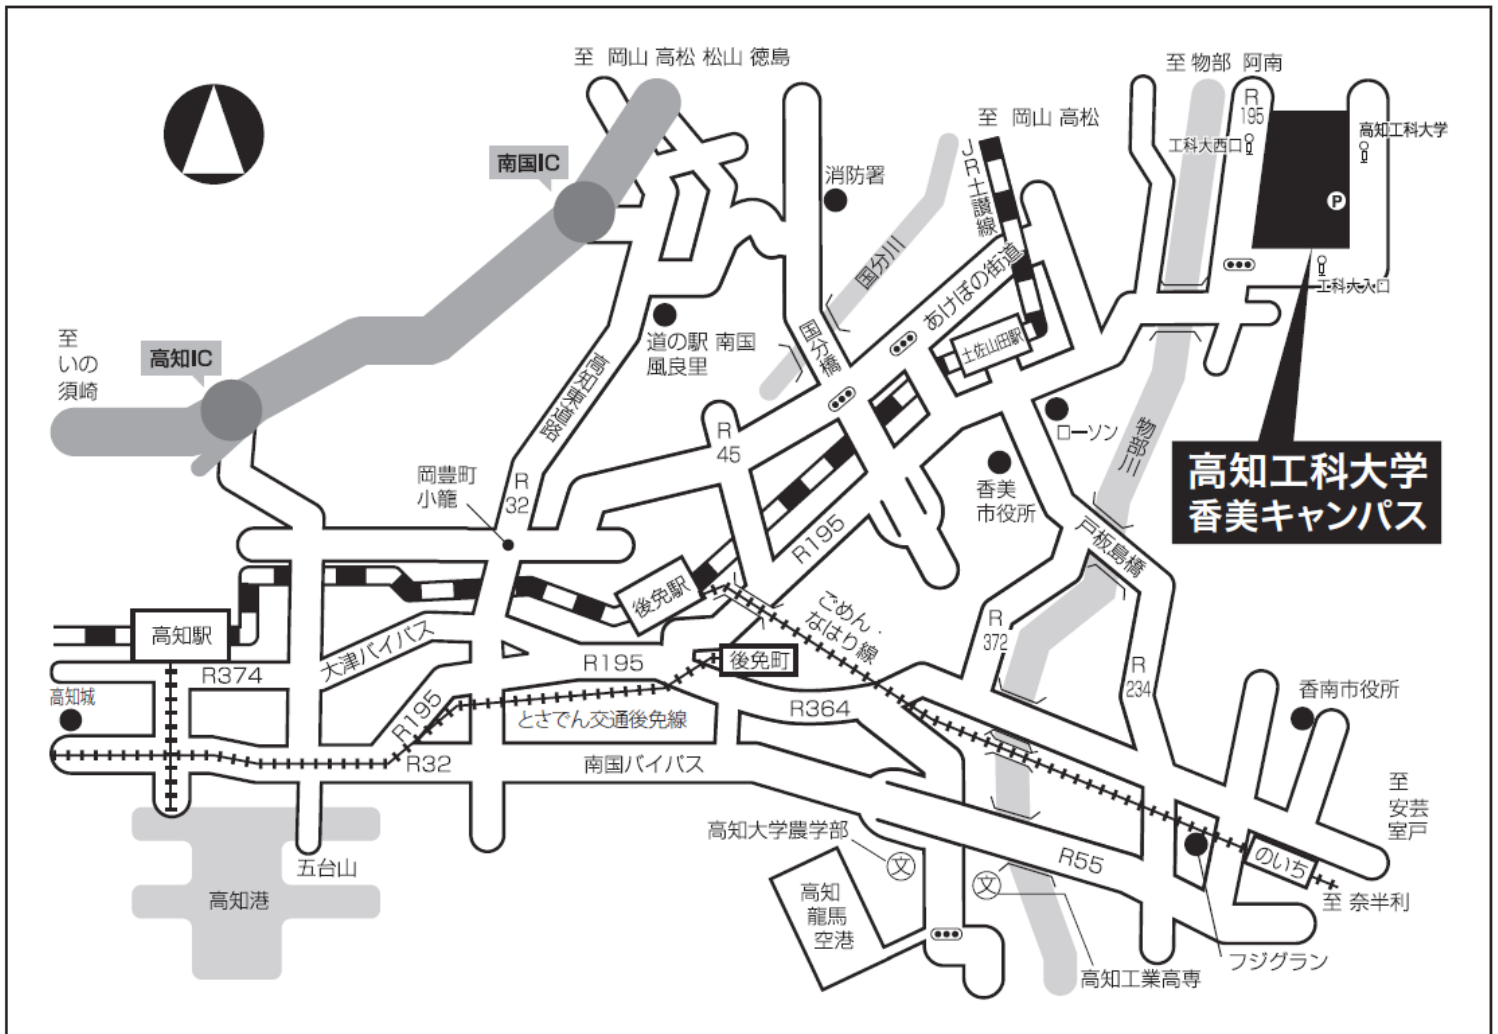 至 岡山 高松 松山 徳島
至 物部 阿南
R
195
至 岡山 高松
高知工科大学
工科大西口
南国IC
JR土讃線
消防署
P
国分川
あけぼの街道
工科大入口
道の駅 南国
風良里
国分橋
土佐山田駅
至
いの
須崎
高知IC
高知東道路
ローソン
物部川
R
45
高知工科大学
香美キャンパス
岡豊町
小籠
R
32
香美
市役所
R195
戸板島橋
後免駅
ごめん・
なはり線
高知駅
大津バイパス
R
372
R374
R195
後免町
R
234
高知城
R195
とさでん交通後免線
R364
香南市役所
R32
南国バイパス
至
安芸
室戸
高知大学農学部
文
R55
のいち
五台山
文
高知港
高知
龍馬
空港
至 奈半利
フジグラン
高知工業高専